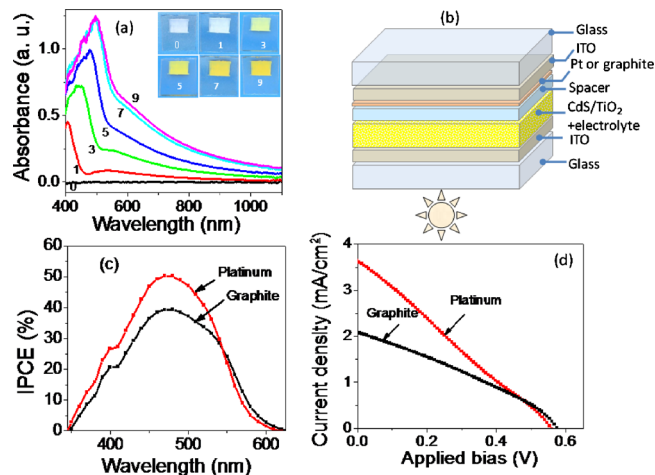 (a)
Absorbance (a. u.)
1.0
0.5
0.0
0
1
3
5
7
9
9
7
5
3
1
0
400 600 800 1000
Wavelength (nm)
(b)
Glass
ITO
Pt or graphite
Spacer
CdS/TiO2
+electrolyte
ITO
Glass
(c)
IPCE (%)
60
50
40
30
20
10
0
Platinum
Graphite
400 500 600
Wavelength (nm)
(d)
Current density (mA/cm²)
4
3
2
1
0
Platinum
Graphite
0.0 0.2 0.4 0.6
Applied bias (V)